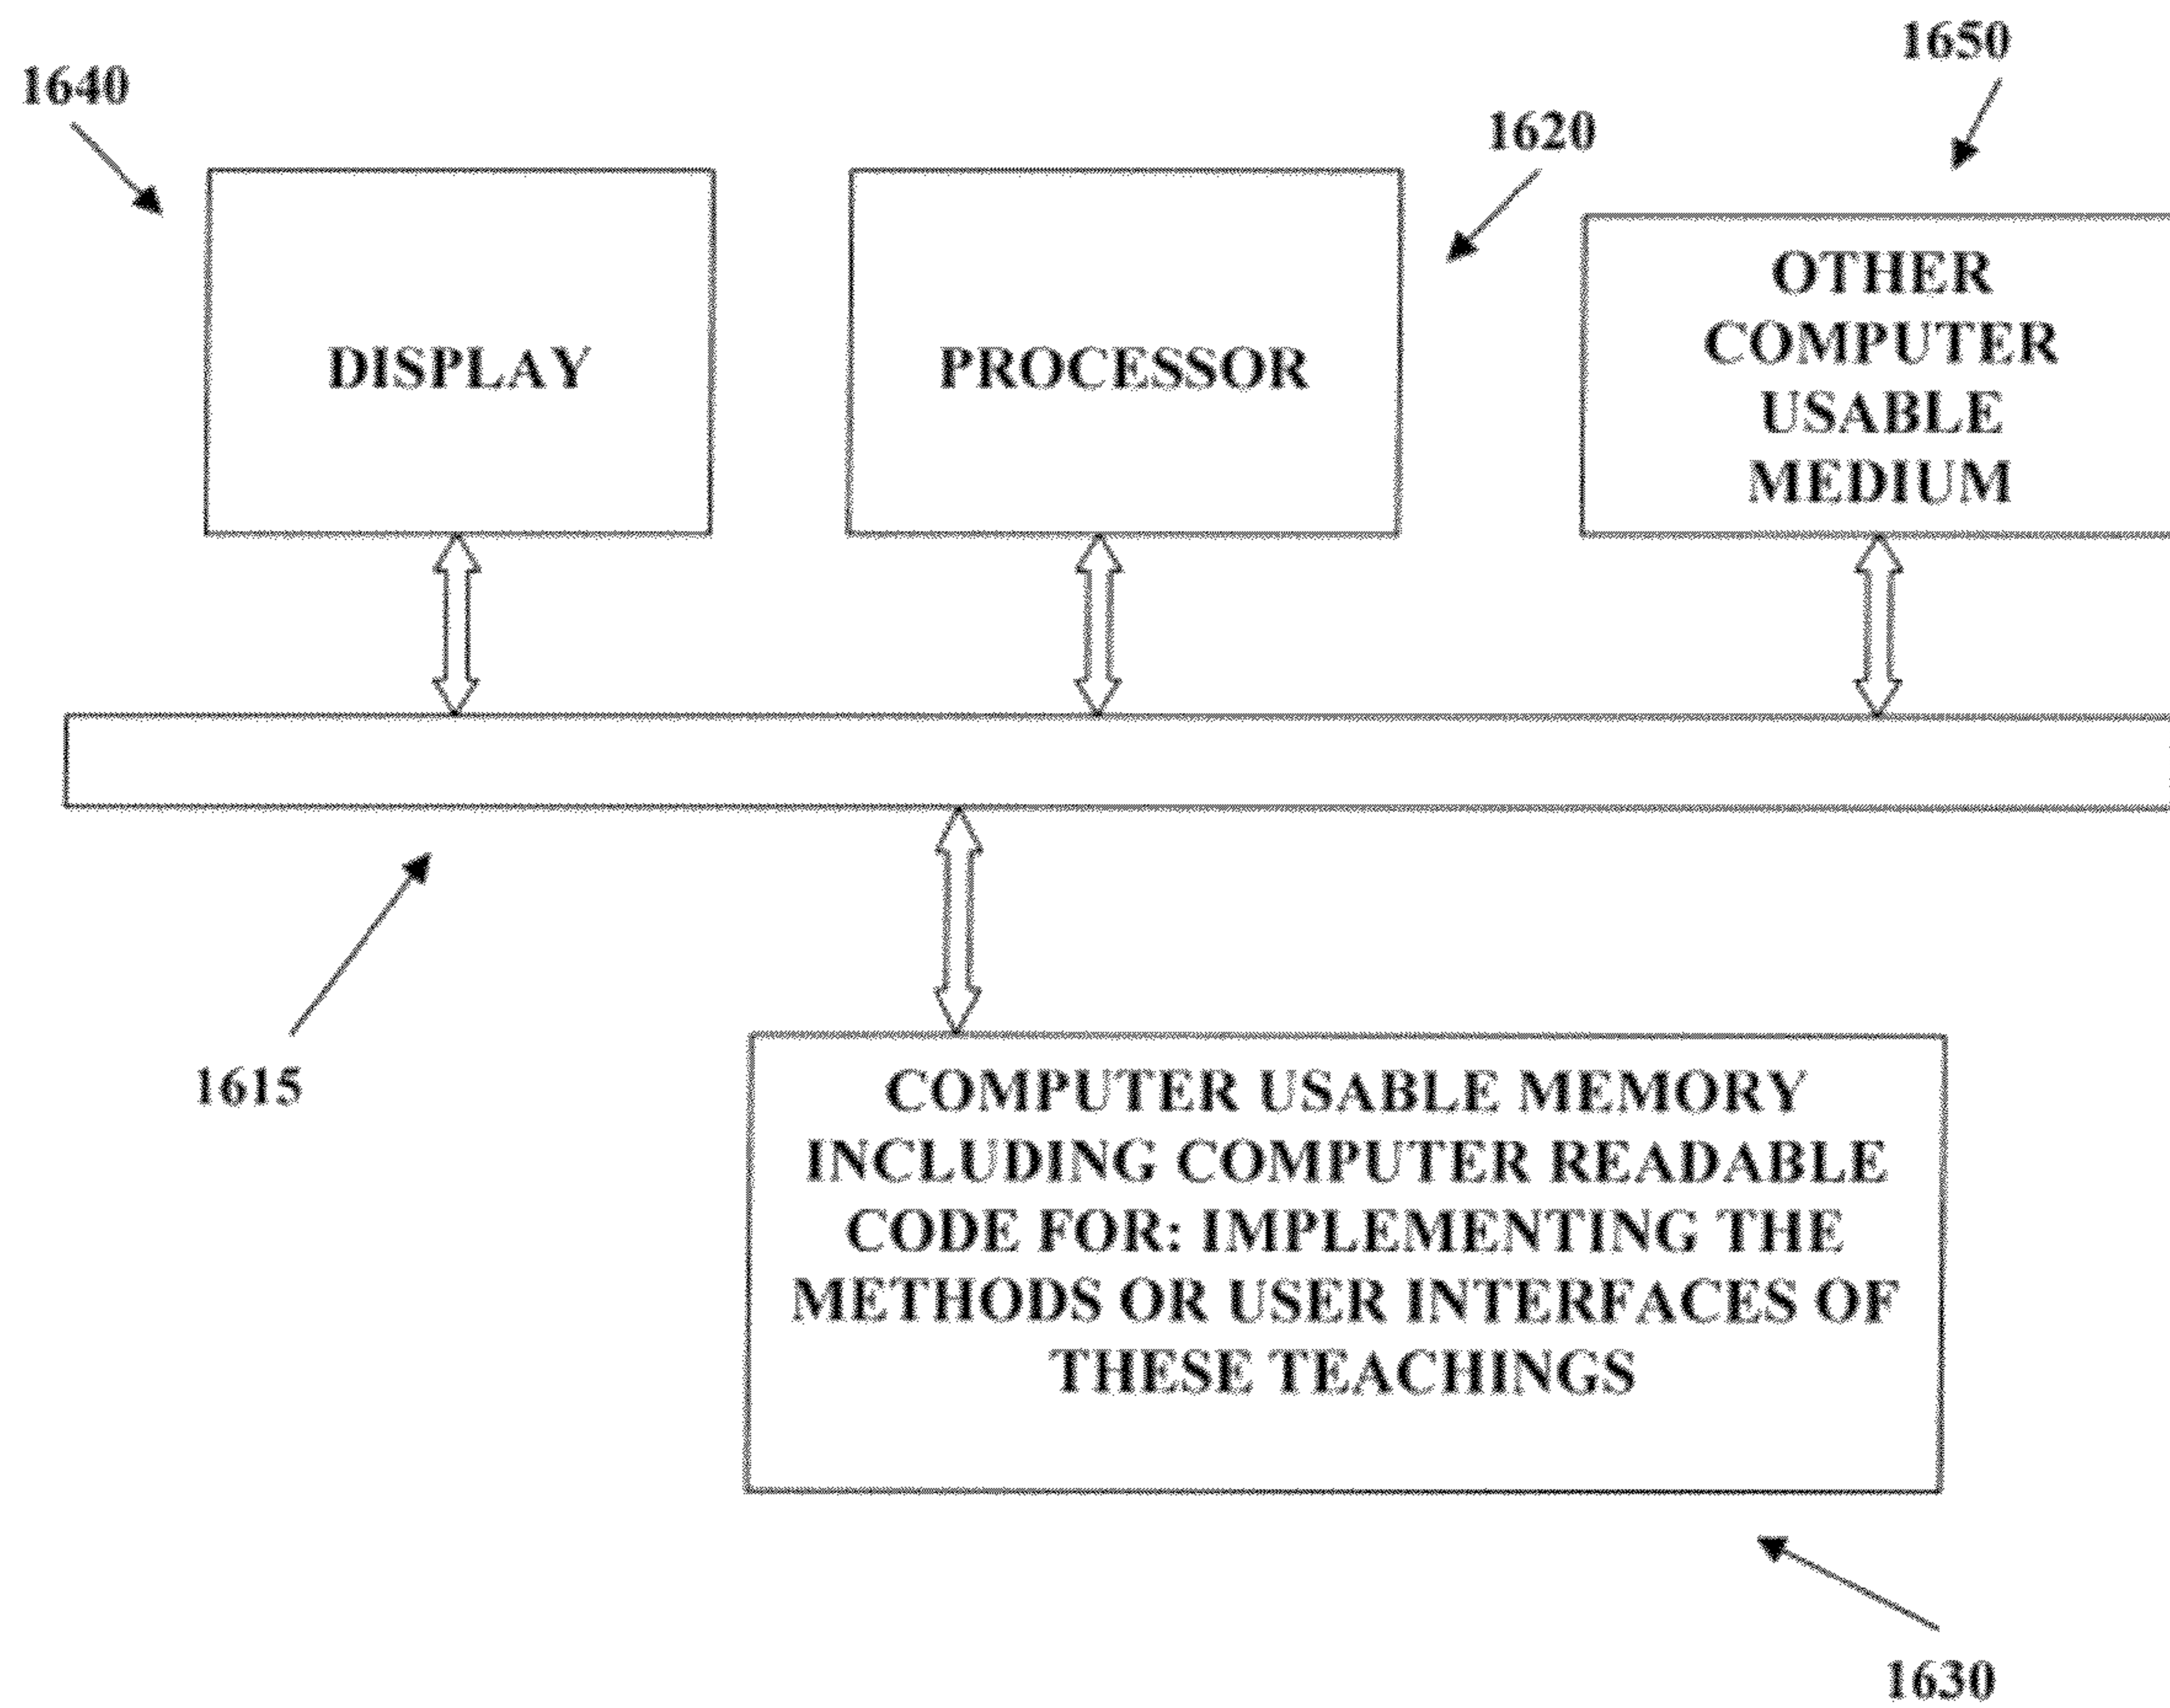 1640
1650
1620
DISPLAY
PROCESSOR
OTHER
COMPUTER
USABLE
MEDIUM
1615
COMPUTER USABLE MEMORY
INCLUDING COMPUTER READABLE
CODE FOR: IMPLEMENTING THE
METHODS OR USER INTERFACES OF
THESE TEACHINGS
1630